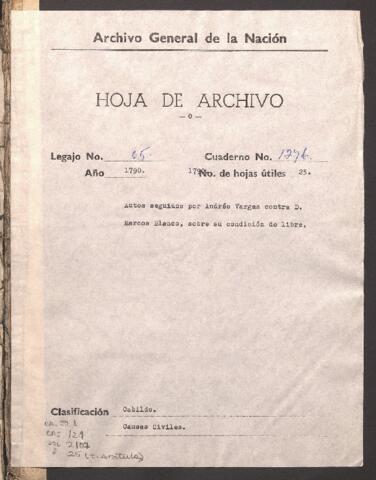 Archivo General de la Nación
HOJA DE ARCHIVO
—o—
Legajo No. 65. Cuaderno No. 1776.
Año 1790. No. de hojas útiles 25.
Autos seguidos por Andrés Vargas contra D.
Marcos Blanco, sobre su condición de libre.
Clasificación Cabildo.
Causas Civiles.